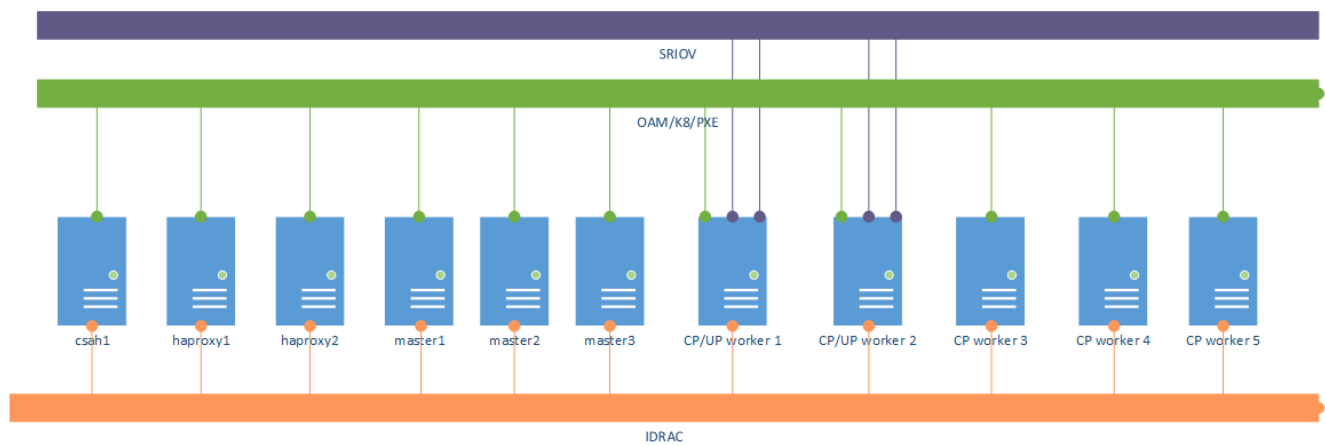 SRIOV
OAM/K8/PXE
csah1
haproxy1
haproxy2
master1
master2
master3
CP/UP worker 1
CP/UP worker 2
CP worker 3
CP worker 4
CP worker 5
IDRAC